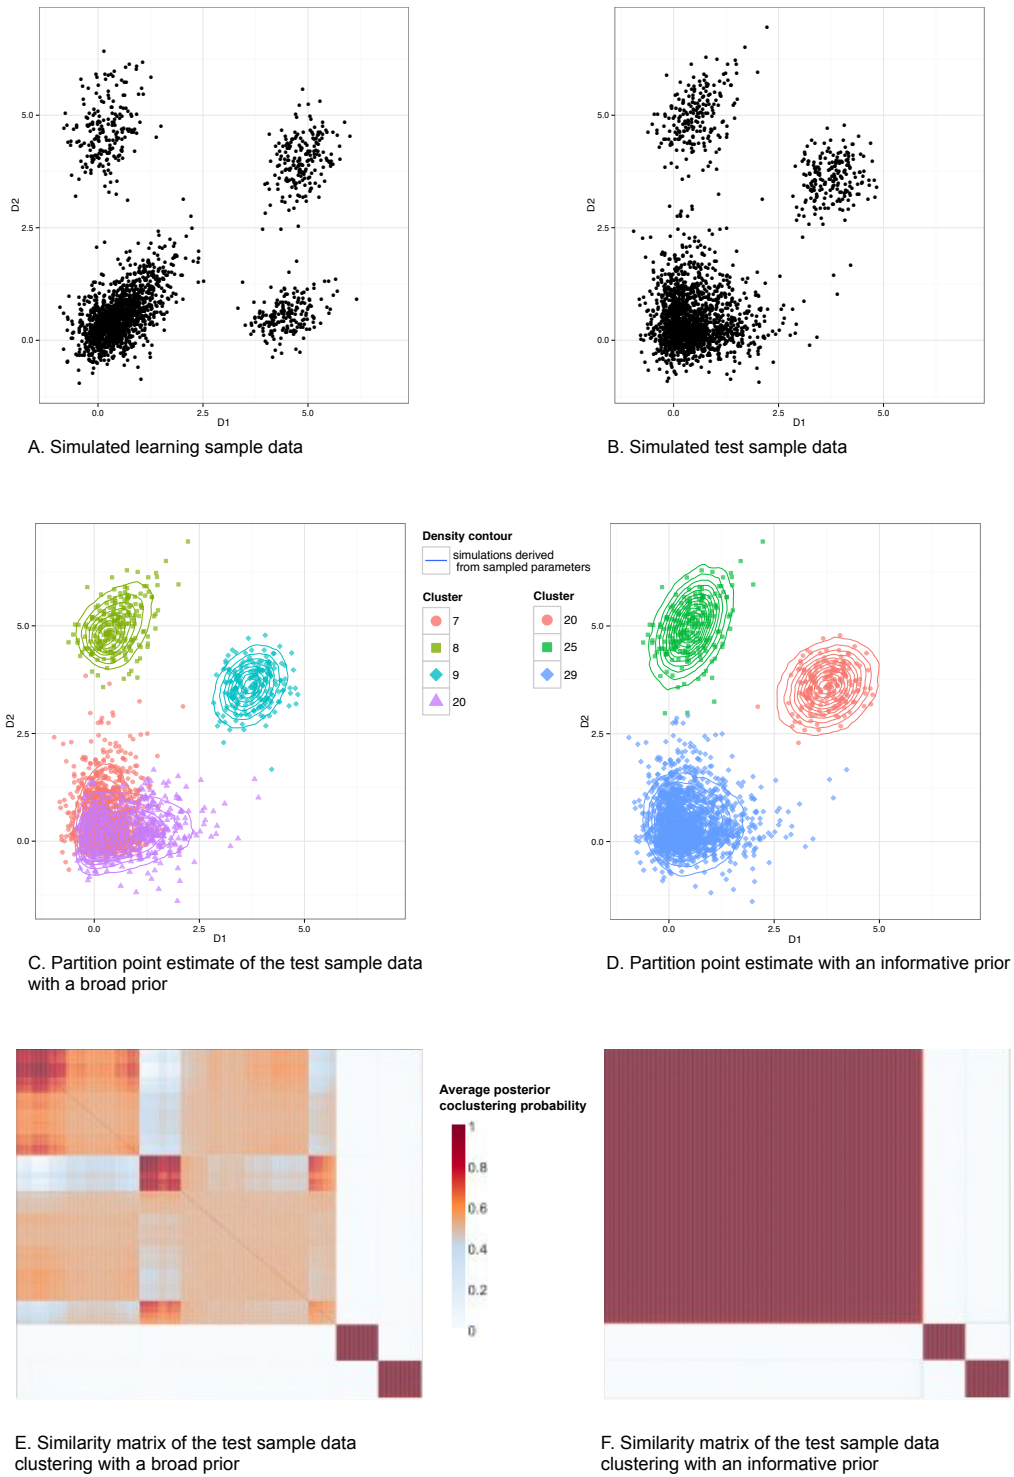 5.0
2.5
0.0
D2
0.0
2.5
5.0
D1
A. Simulated learning sample data
5.0
2.5
0.0
D2
0.0
2.5
5.0
D1
B. Simulated test sample data
5.0
2.5
0.0
D2
0.0
2.5
5.0
D1
C. Partition point estimate of the test sample data
with a broad prior
Density contour
simulations derived
from sampled parameters
Cluster
7
8
9
20
Cluster
20
25
29
5.0
2.5
0.0
D2
0.0
2.5
5.0
D1
D. Partition point estimate with an informative prior
Average posterior
coclustering probability
1
0.8
0.6
0.4
0.2
0
E. Similarity matrix of the test sample data
clustering with a broad prior
F. Similarity matrix of the test sample data
clustering with an informative prior